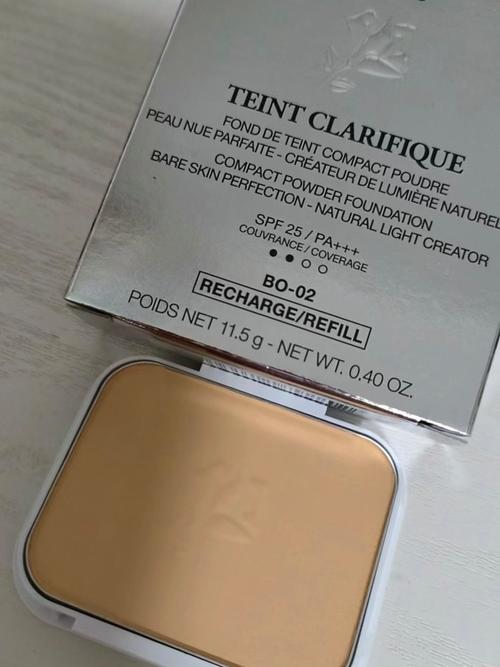 TEINT CLARIFIQUE
FOND DE TEINT COMPACT POUDRE
PEAU NUE PARFAITE - CRÉATEUR DE LUMIÈRE NATUREL
COMPACT POWDER FOUNDATION
BARE SKIN PERFECTION - NATURAL LIGHT CREATOR
SPF 25 / PA+++
COUVRANCE / COVERAGE
BO-02
RECHARGE/REFILL
POIDS NET 11.5 g - NET WT. 0.40 OZ.